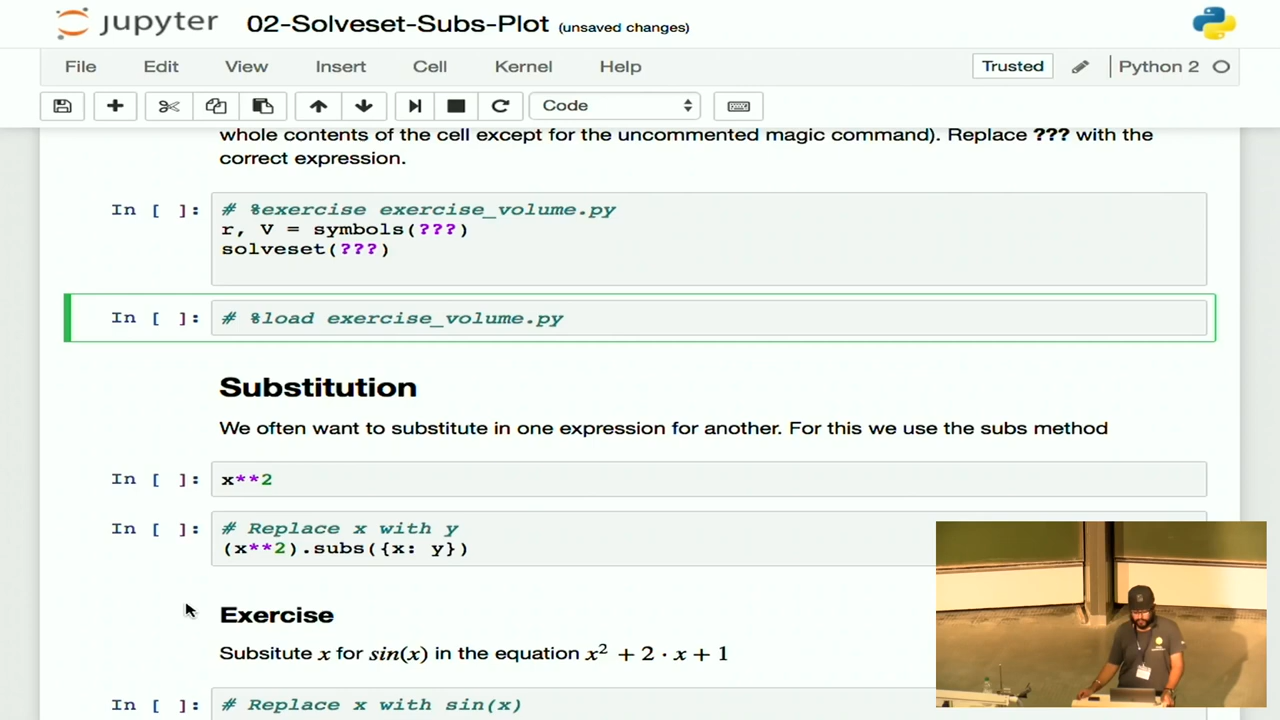 jupyter 02-Solveset-Subs-Plot (unsaved changes)
File Edit View Insert Cell Kernel Help Trusted Python 2
Code
whole contents of the cell except for the uncommented magic command). Replace ??? with the
correct expression.
In [ ]: # %exercise exercise_volume.py
r, V = symbols(???)
solveset(???)
In [ ]: # %load exercise_volume.py
Substitution
We often want to substitute in one expression for another. For this we use the subs method
In [ ]: x**2
In [ ]: # Replace x with y
(x**2).subs({x: y})
Exercise
Subsitute x for sin(x) in the equation x² + 2 · x + 1
In [ ]: # Replace x with sin(x)